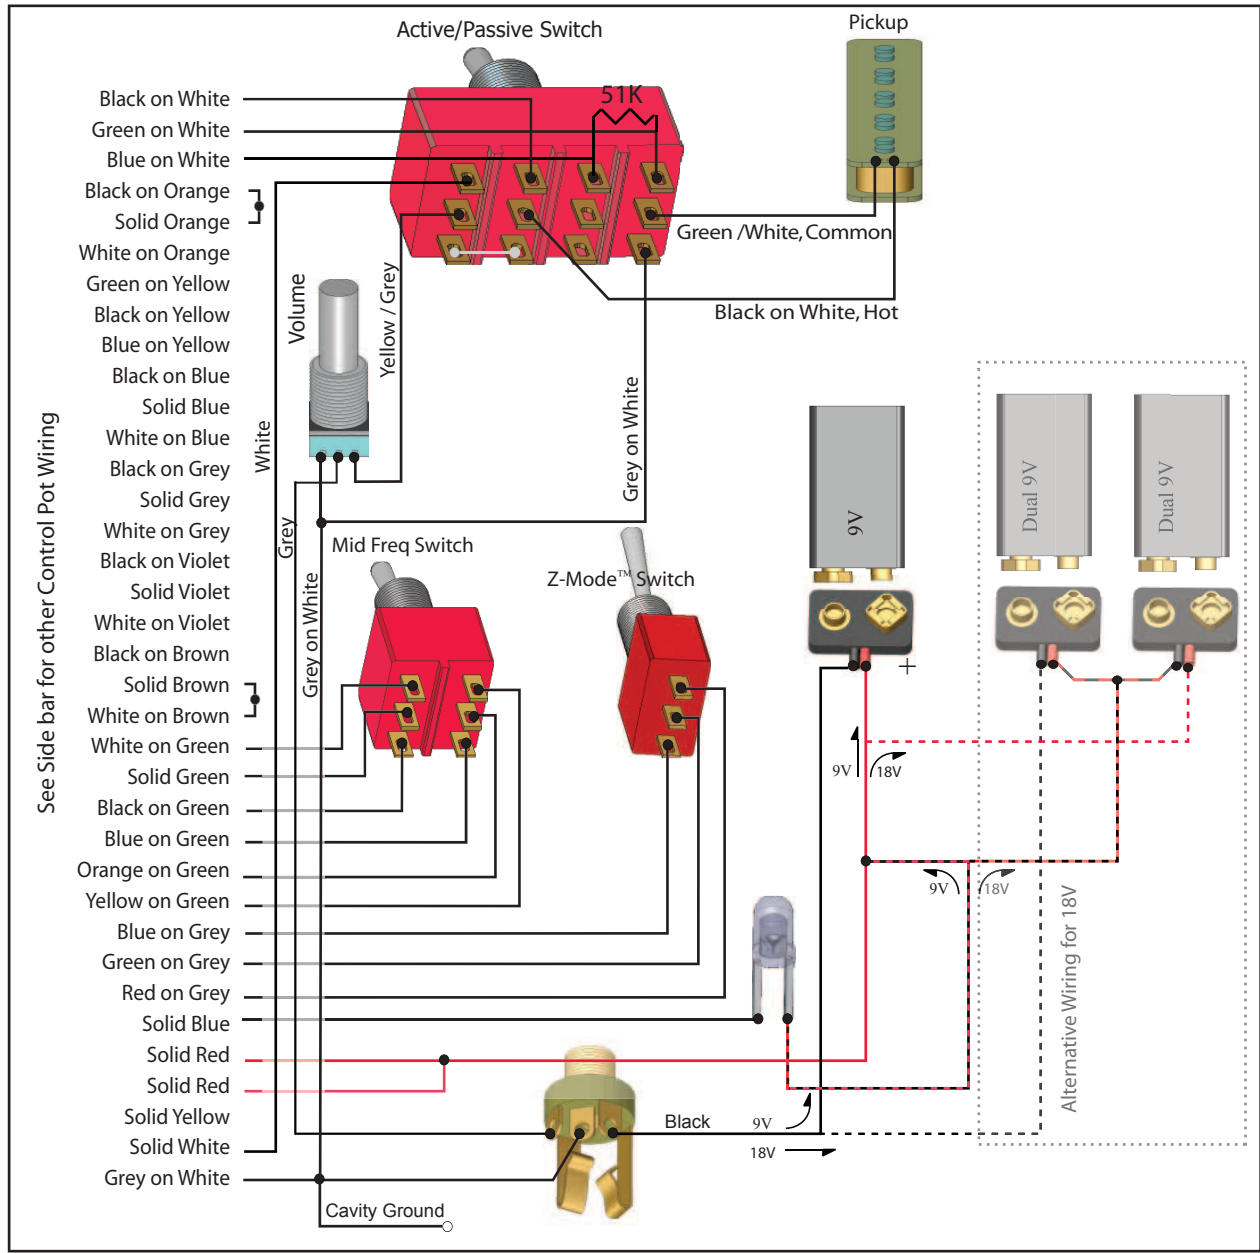 Active/Passive Switch
Pickup
51K
Black on White
Green on White
Blue on White
Black on Orange
Solid Orange
White on Orange
Green on Yellow
Black on Yellow
Blue on Yellow
Black on Blue
Solid Blue
White on Blue
Black on Grey
Solid Grey
White on Grey
Black on Violet
Solid Violet
White on Violet
Black on Brown
Solid Brown
White on Brown
White on Green
Solid Green
Black on Green
Blue on Green
Orange on Green
Yellow on Green
Blue on Grey
Green on Grey
Red on Grey
Solid Blue
Solid Red
Solid Red
Solid Yellow
Solid White
Grey on White
See Side bar for other Control Pot Wiring
Green /White, Common
Black on White, Hot
Volume
Yellow / Grey
White
Grey on White
Grey
Grey on White
Mid Freq Switch
Z-Mode™ Switch
9V
Dual 9V
Dual 9V
+
9V
18V
9V
18V
Alternative Wiring for 18V
Black
9V
18V
Cavity Ground